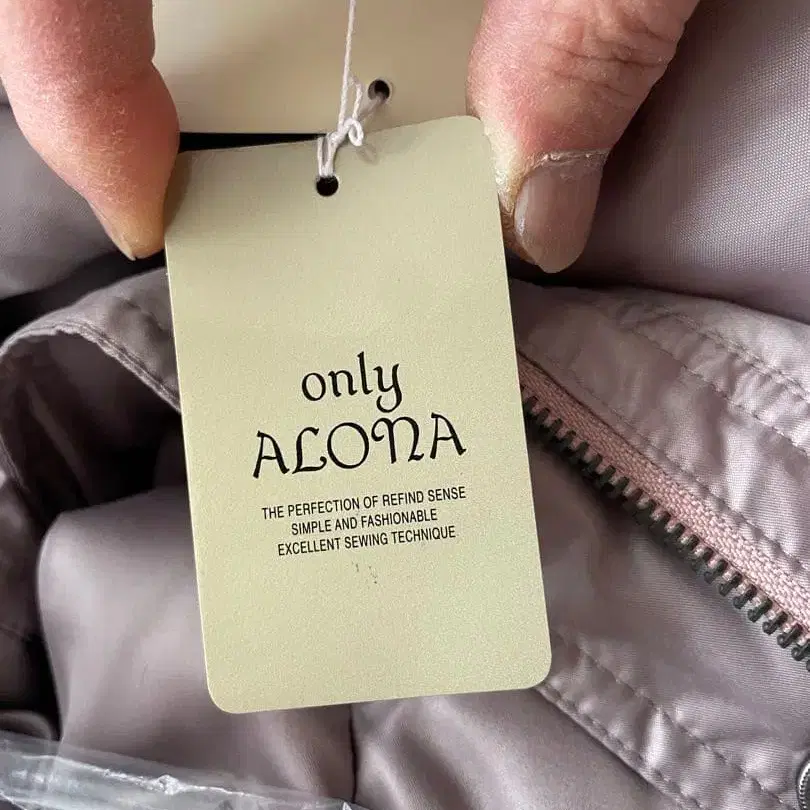 only
ALONA
THE PERFECTION OF REFIND SENSE
SIMPLE AND FASHIONABLE
EXCELLENT SEWING TECHNIQUE